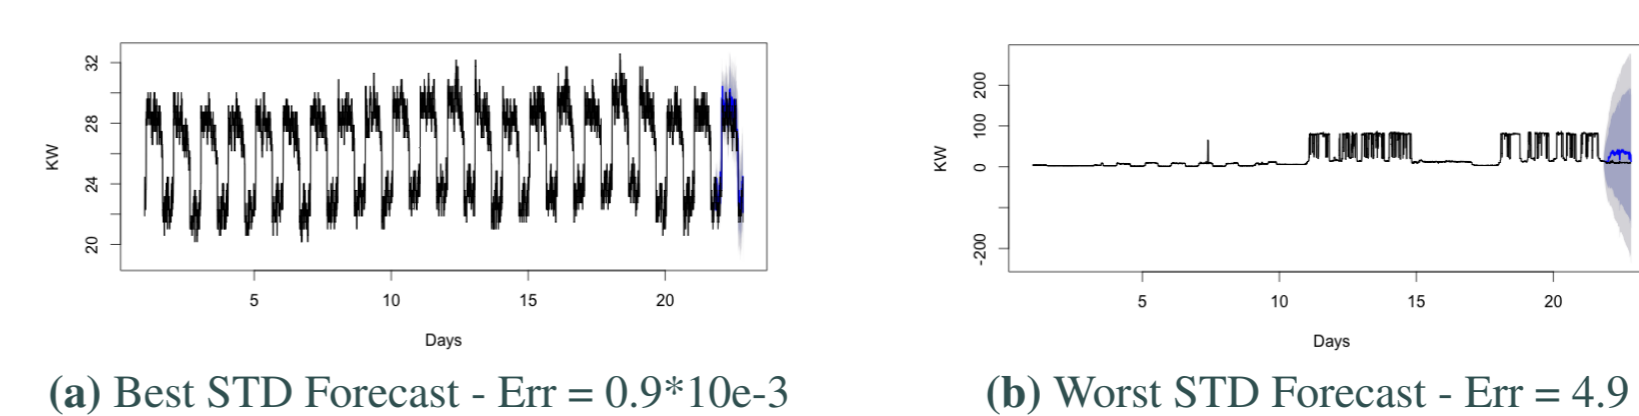 32
28
24
20
KW
5 10 15 20
Days
(a) Best STD Forecast - Err = 0.9*10e-3
200
100
0
-200
KW
5 10 15 20
Days
(b) Worst STD Forecast - Err = 4.9